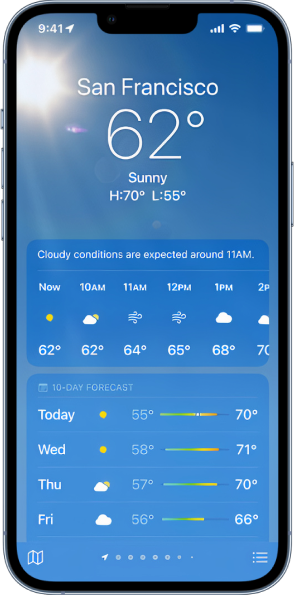 9:41
San Francisco
62°
Sunny
H:70° L:55°
Cloudy conditions are expected around 11AM.
Now 10AM 11AM 12PM 1PM 2P
62° 62° 64° 65° 68° 70
10-DAY FORECAST
Today 55° 70°
Wed 58° 71°
Thu 57° 70°
Fri 56° 66°